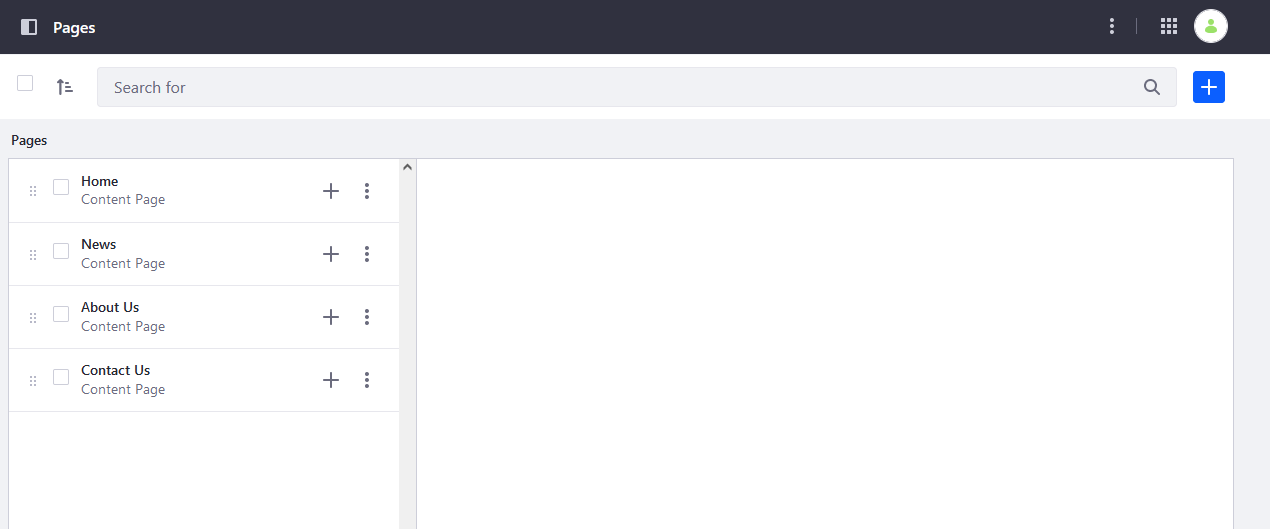 Pages
Search for
Pages
Home
Content Page
News
Content Page
About Us
Content Page
Contact Us
Content Page